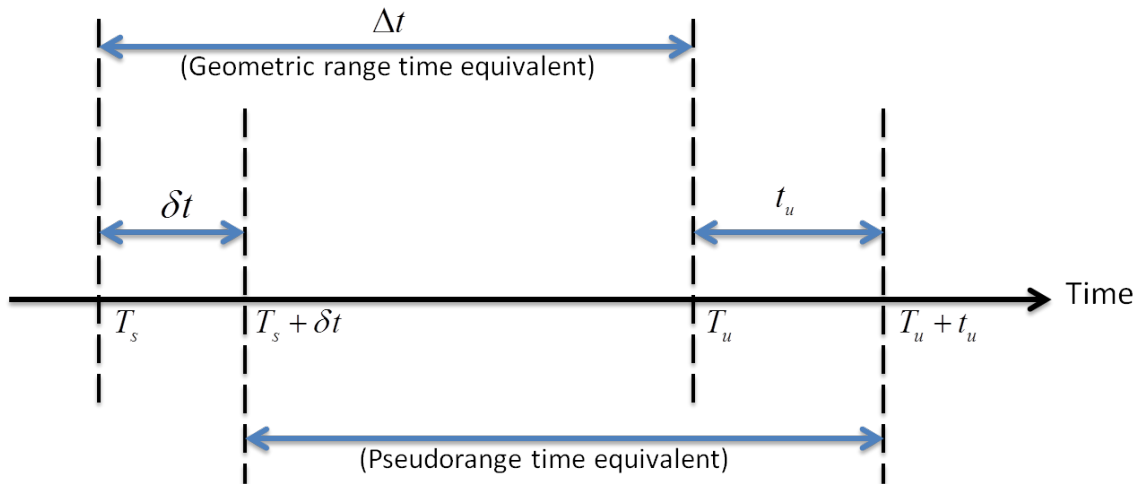 Δt
(Geometric range time equivalent)
δt
t_u
Time
T_s
T_s + δt
T_u
T_u + t_u
(Pseudorange time equivalent)